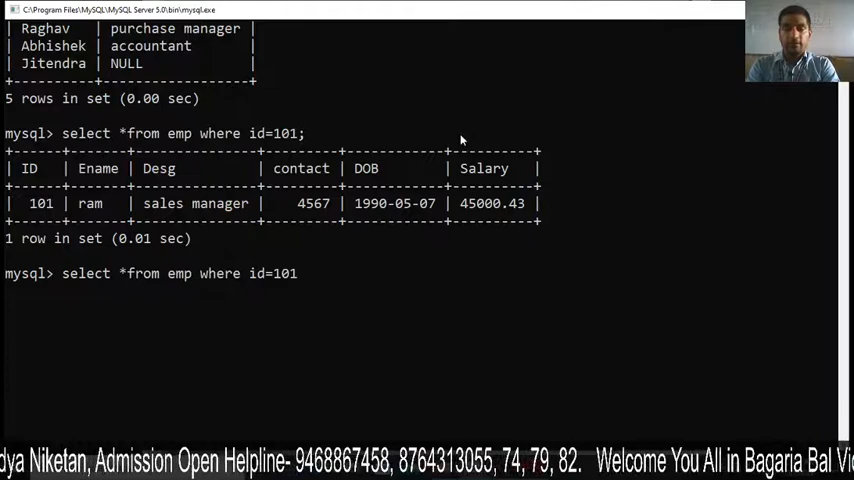 C:\Program Files\MySQL\MySQL Server 5.0\bin\mysql.exe
| Raghav   | purchase manager |
| Abhishek | accountant       |
| Jitendra | NULL             |
+----------+------------------+
5 rows in set (0.00 sec)
mysql> select *from emp where id=101;
+-----+-------+---------------+---------+------------+----------+
| ID  | Ename | Desg          | contact | DOB        | Salary   |
+-----+-------+---------------+---------+------------+----------+
| 101 | ram   | sales manager |    4567 | 1990-05-07 | 45000.43 |
+-----+-------+---------------+---------+------------+----------+
1 row in set (0.01 sec)
mysql> select *from emp where id=101
dya Niketan, Admission Open Helpline- 9468867458, 8764313055, 74, 79, 82. Welcome You All in Bagaria Bal Vi